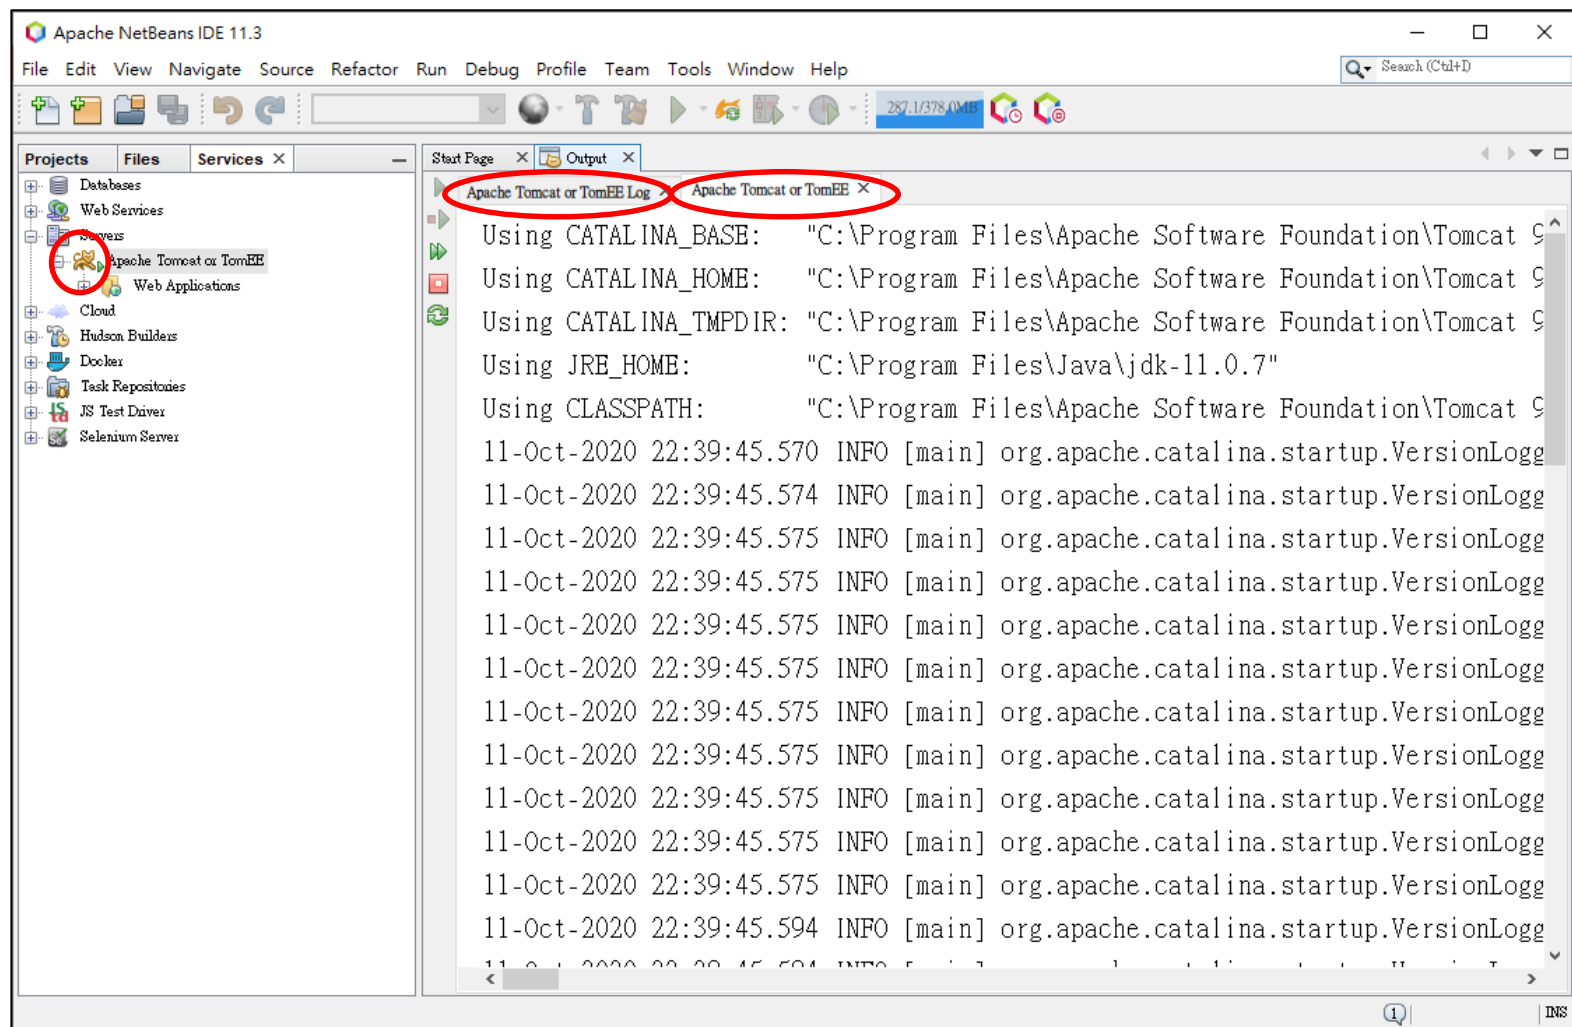 Apache NetBeans IDE 11.3
File Edit View Navigate Source Refactor Run Debug Profile Team Tools Window Help
Search (Ctrl+I)
287.1/378.0MB
Projects Files Services
Databases
Web Services
Servers
Apache Tomcat or TomEE
Web Applications
Cloud
Hudson Builders
Docker
Task Repositories
JS Test Driver
Selenium Server
Start Page Output
Apache Tomcat or TomEE Log Apache Tomcat or TomEE
Using CATALINA_BASE: "C:\Program Files\Apache Software Foundation\Tomcat 9
Using CATALINA_HOME: "C:\Program Files\Apache Software Foundation\Tomcat 9
Using CATALINA_TMPDIR: "C:\Program Files\Apache Software Foundation\Tomcat 9
Using JRE_HOME: "C:\Program Files\Java\jdk-11.0.7"
Using CLASSPATH: "C:\Program Files\Apache Software Foundation\Tomcat 9
11-Oct-2020 22:39:45.570 INFO [main] org.apache.catalina.startup.VersionLogg
11-Oct-2020 22:39:45.574 INFO [main] org.apache.catalina.startup.VersionLogg
11-Oct-2020 22:39:45.575 INFO [main] org.apache.catalina.startup.VersionLogg
11-Oct-2020 22:39:45.575 INFO [main] org.apache.catalina.startup.VersionLogg
11-Oct-2020 22:39:45.575 INFO [main] org.apache.catalina.startup.VersionLogg
11-Oct-2020 22:39:45.575 INFO [main] org.apache.catalina.startup.VersionLogg
11-Oct-2020 22:39:45.575 INFO [main] org.apache.catalina.startup.VersionLogg
11-Oct-2020 22:39:45.575 INFO [main] org.apache.catalina.startup.VersionLogg
11-Oct-2020 22:39:45.575 INFO [main] org.apache.catalina.startup.VersionLogg
11-Oct-2020 22:39:45.575 INFO [main] org.apache.catalina.startup.VersionLogg
11-Oct-2020 22:39:45.575 INFO [main] org.apache.catalina.startup.VersionLogg
11-Oct-2020 22:39:45.594 INFO [main] org.apache.catalina.startup.VersionLogg
1
INS